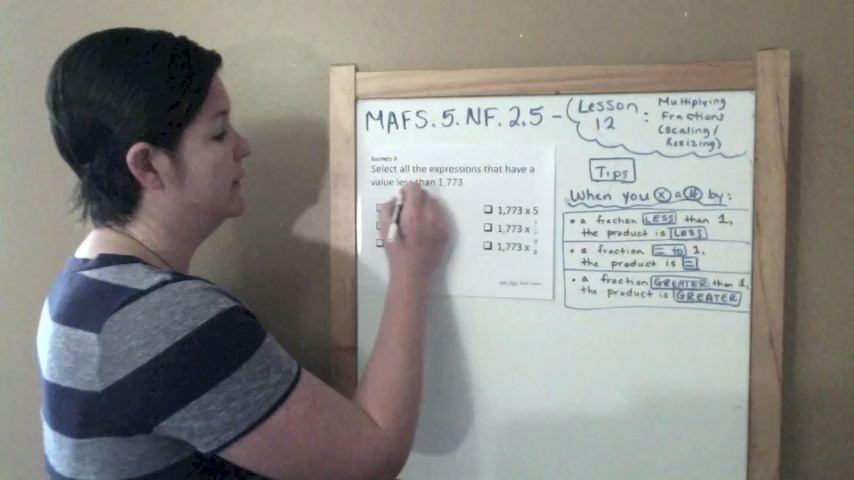 MAFS.5.NF.2.5 - Lesson 12 :
Multiplying
Fractions
(scaling/
Resizing)
Select all the expressions that have a
value less than 1,773
1,773 x 5
1,773 x
1,773 x
Tips
When you x a # by:
• a fraction LESS than 1,
the product is LESS
• a fraction = to 1,
the product is =
• a fraction GREATER than 1,
the product is GREATER